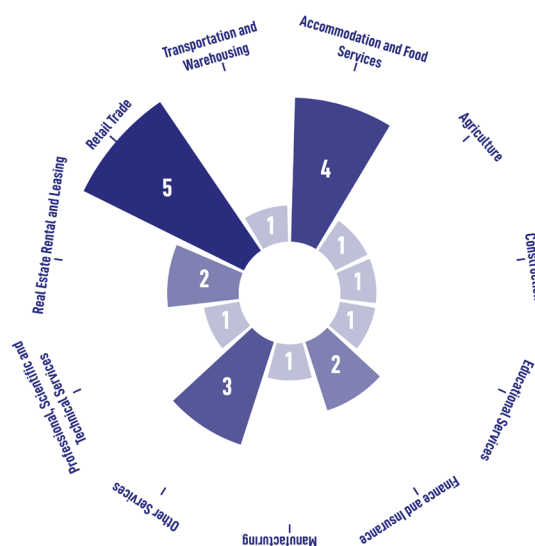 Transportation and
Warehousing
Accommodation and Food
Services
Agriculture
Retail Trade
Real Estate Rental and Leasing
Educational Services
Professional, Scientific and
Technical Services
Other Services
Finance and Insurance
Manufacturing
4
1
1
1
2
1
3
1
2
5
1